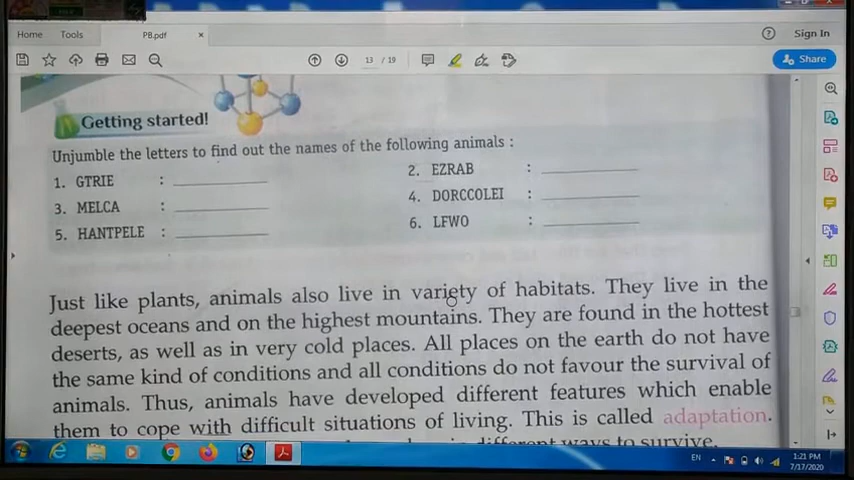 Home Tools PB.pdf × ? Sign In
13 / 19 Share
Getting started!
Unjumble the letters to find out the names of the following animals :
1. GTRIE : 2. EZRAB :
3. MELCA : 4. DORCCOLEI :
5. HANTPELE : 6. LFWO :
Just like plants, animals also live in variety of habitats. They live in the
deepest oceans and on the highest mountains. They are found in the hottest
deserts, as well as in very cold places. All places on the earth do not have
the same kind of conditions and all conditions do not favour the survival of
animals. Thus, animals have developed different features which enable
them to cope with difficult situations of living. This is called adaptation.
different ways to survive.
EN 1:21 PM
7/17/2020